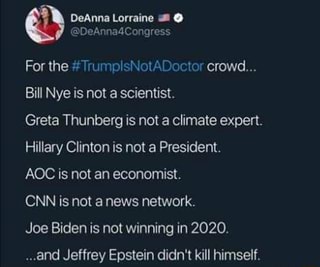 DeAnna Lorraine 🇺🇸
@DeAnna4Congress
For the #TrumpIsNotADoctor crowd...
Bill Nye is not a scientist.
Greta Thunberg is not a climate expert.
Hillary Clinton is not a President.
AOC is not an economist.
CNN is not a news network.
Joe Biden is not winning in 2020.
...and Jeffrey Epstein didn't kill himself.